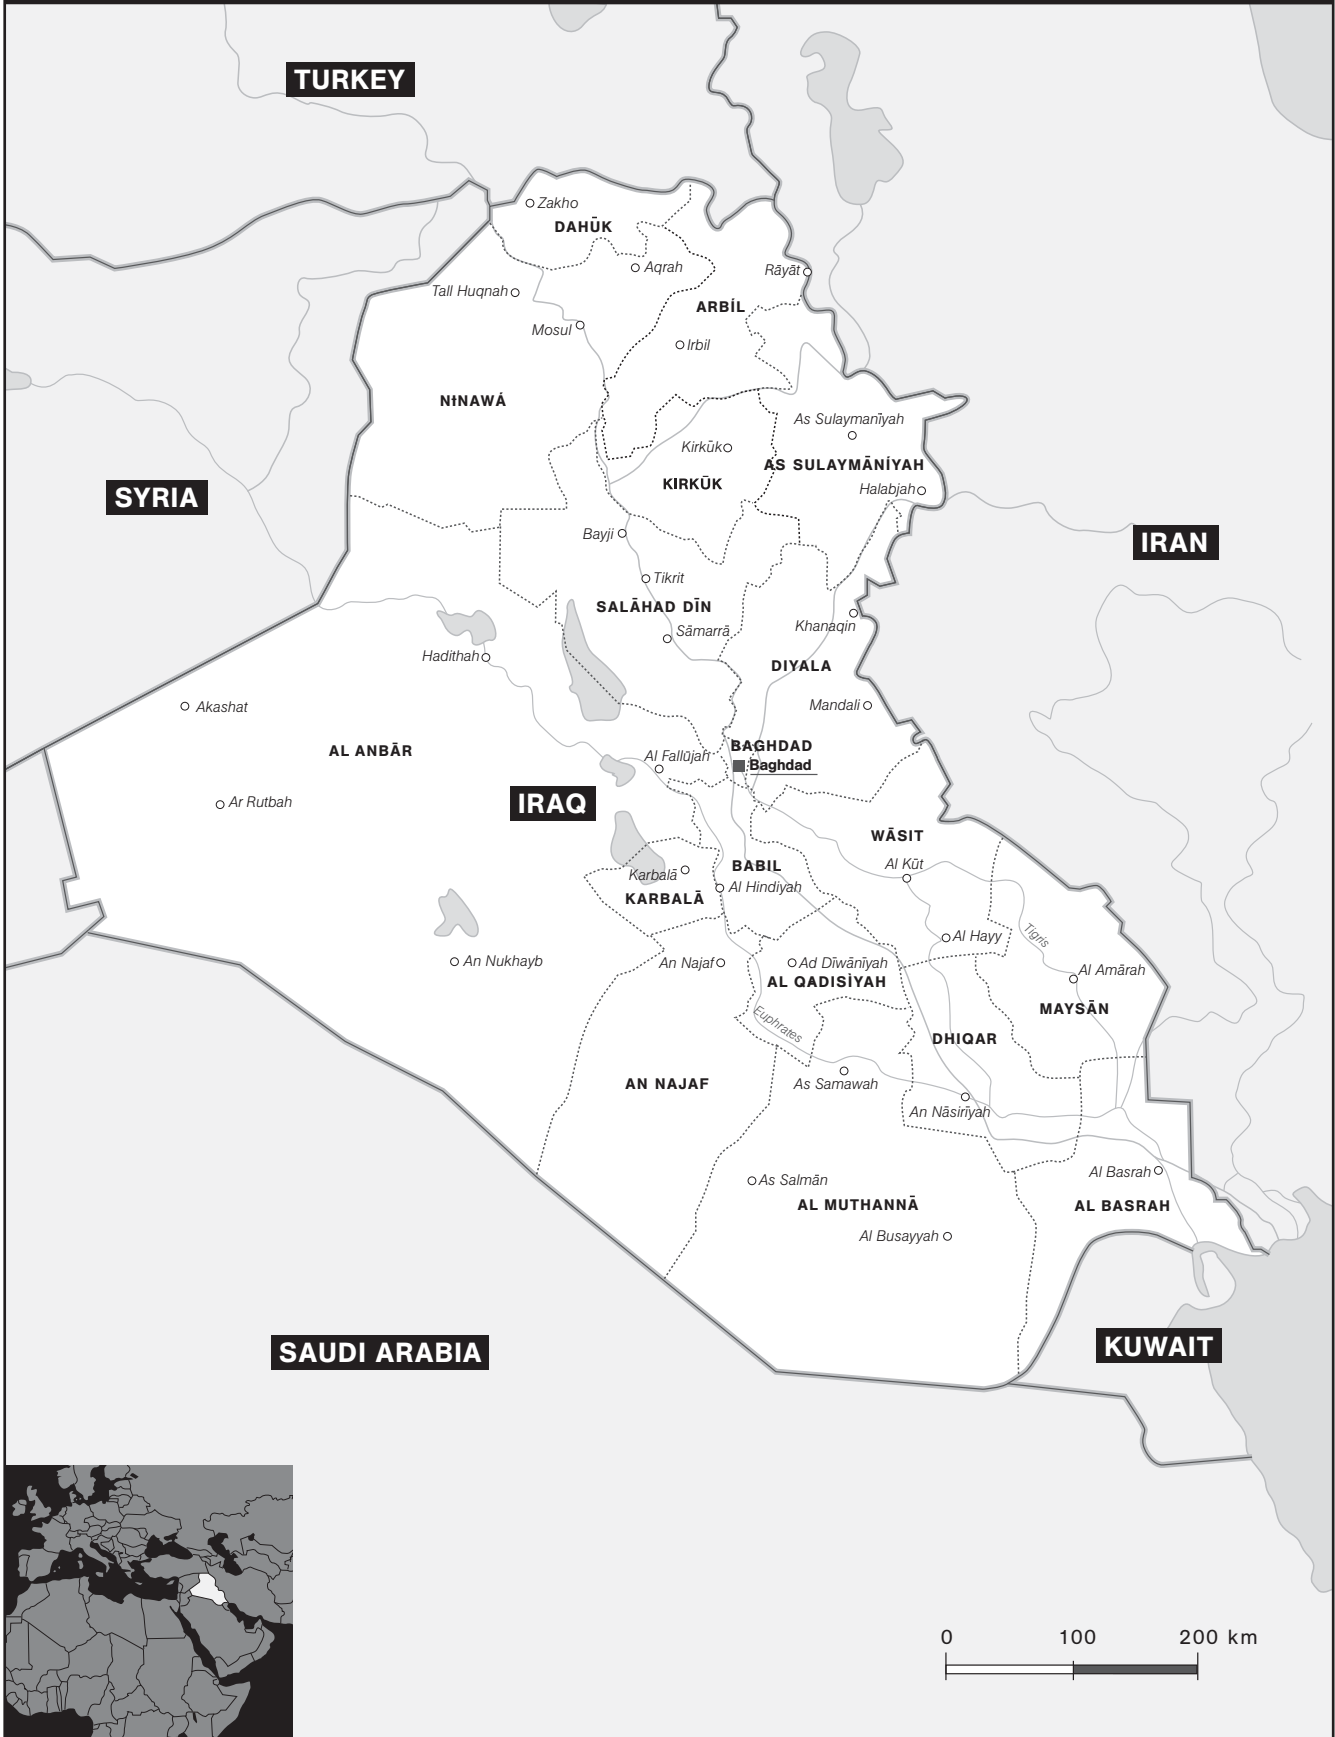 TURKEY
Zakho
DAHŪK
Aqrah
Rāyāt
Tall Huqnah
ARBÍL
Mosul
Irbil
NłNAWÁ
As Sulaymanīyah
Kirkūk
AS SULAYMĀNÍYAH
KIRKŪK
Halabjah
SYRIA
Bayji
IRAN
Tikrit
SALĀHAD DĪN
Sāmarrā
Khanaqin
Hadithah
DIYALA
Akashat
Mandali
AL ANBĀR
BAGHDAD
Al Fallūjah
Baghdad
Ar Rutbah
IRAQ
WĀSIT
Al Kūt
BABIL
Karbalā
Al Hindiyah
KARBALĀ
Tigris
Al Hayy
An Nukhayb
An Najaf
Ad Dīwānīyah
Al Amārah
AL QADISÌYAH
MAYSĀN
Euphrates
DHIQAR
AN NAJAF
As Samawah
An Nāsirīyah
Al Basrah
As Salmān
AL MUTHANNĀ
AL BASRAH
Al Busayyah
SAUDI ARABIA
KUWAIT
0 100 200 km